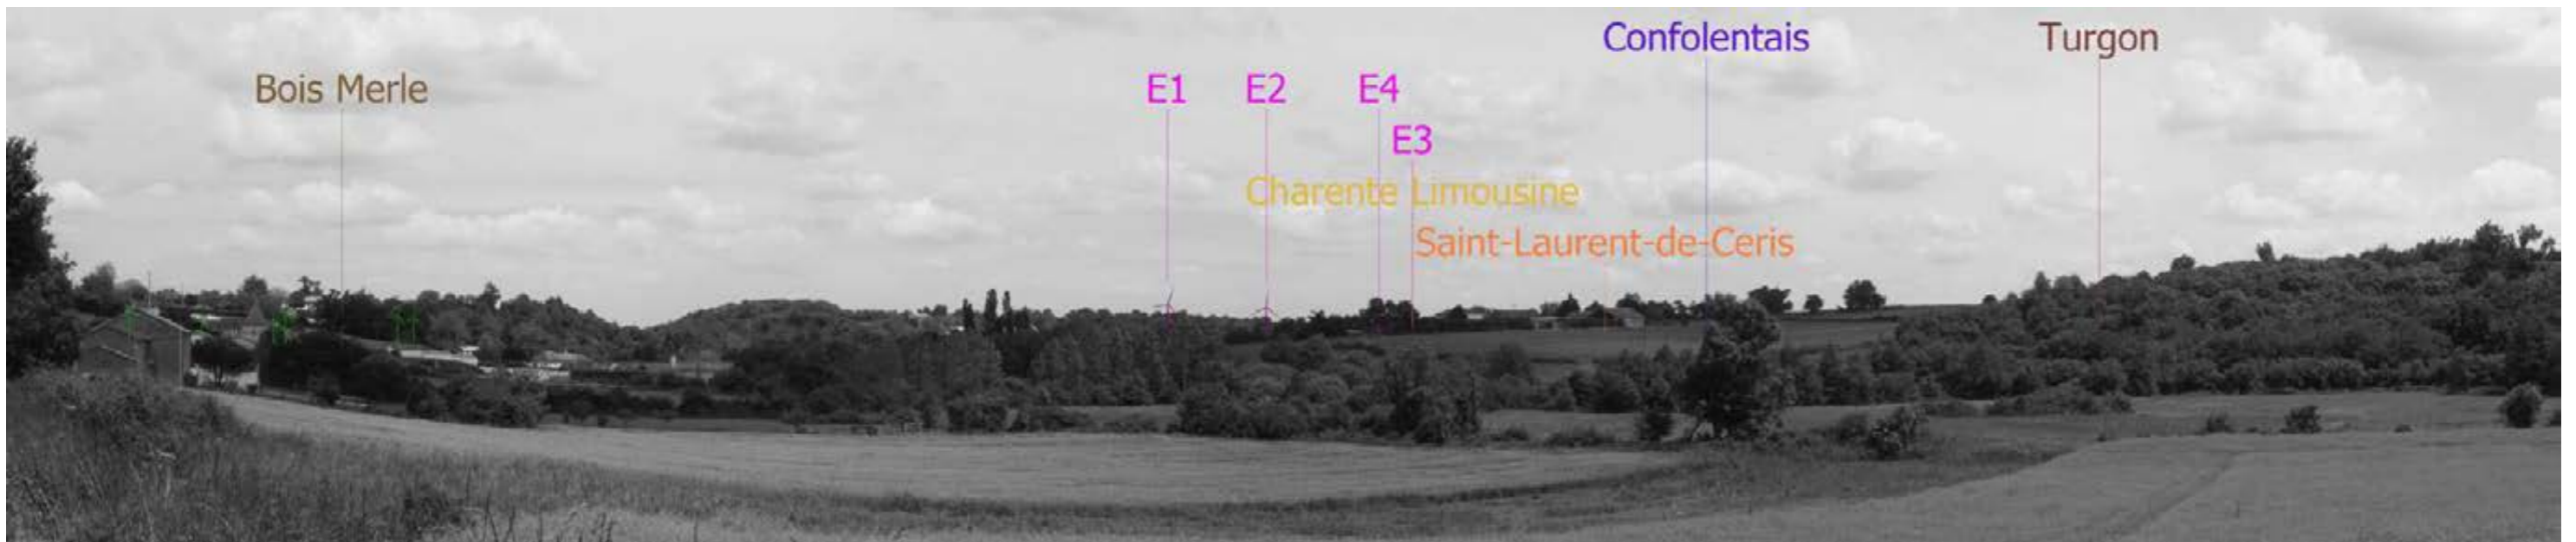 Confolentais
Turgon
Bois Merle
E1
E2
E4
E3
Charente Limousine
Saint-Laurent-de-Ceris